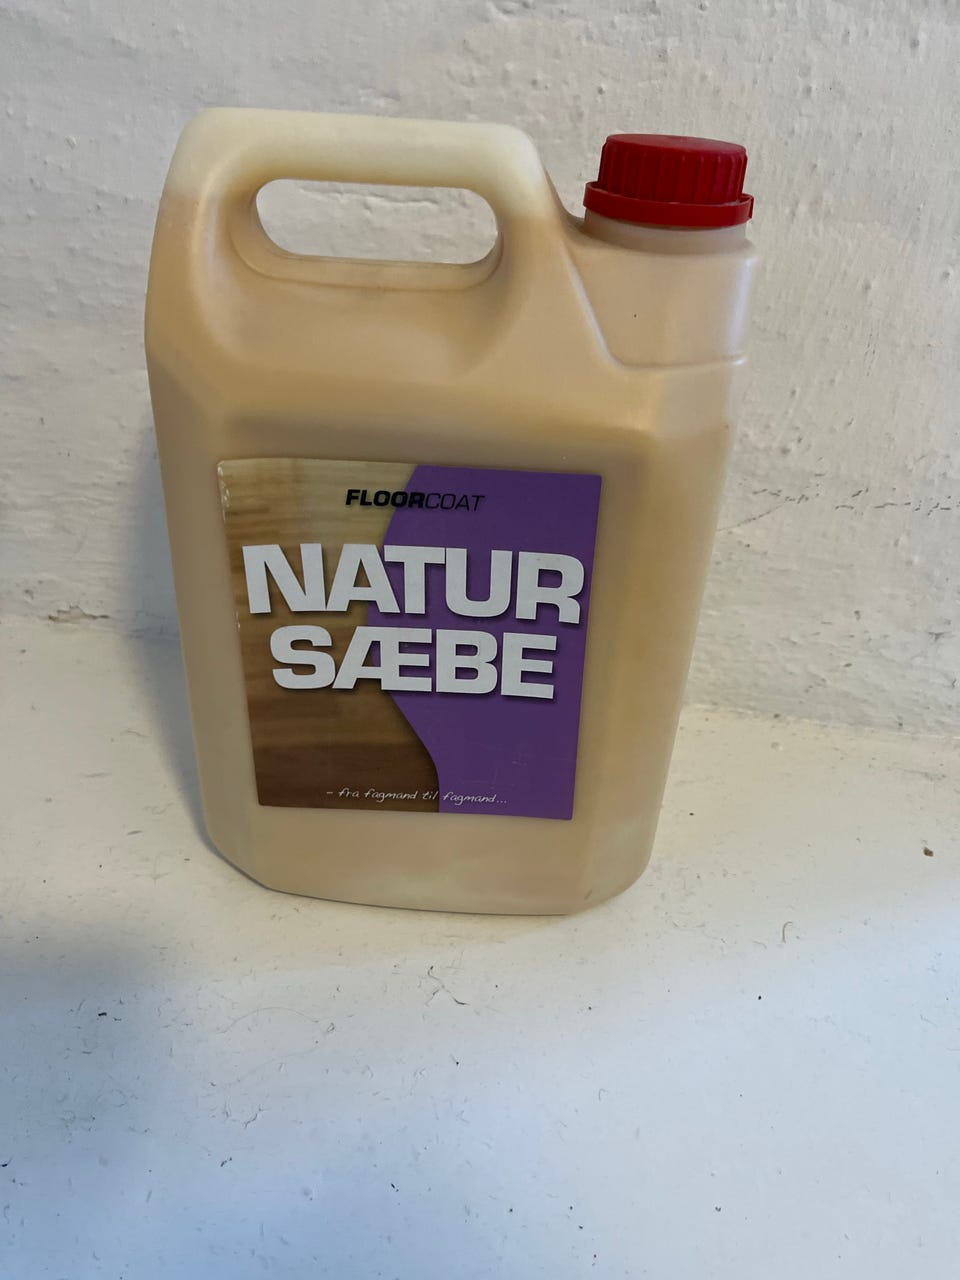 FLOORCOAT
NATUR
SÆBE
- fra fagmand til fagmand...